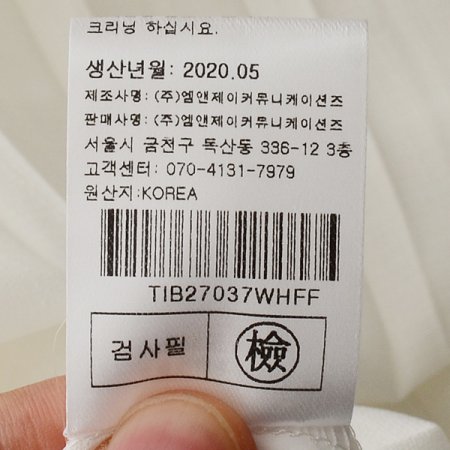 크리닝 하십시요.
생산년월: 2020.05
제조사명: (주)엠앤제이커뮤니케이션즈
판매사명: (주)엠앤제이커뮤니케이션즈
서울시 금천구 독산동 336-12 3층
고객센터: 070-4131-7979
원산지:KOREA
TIB27037WHFF
검사필 檢